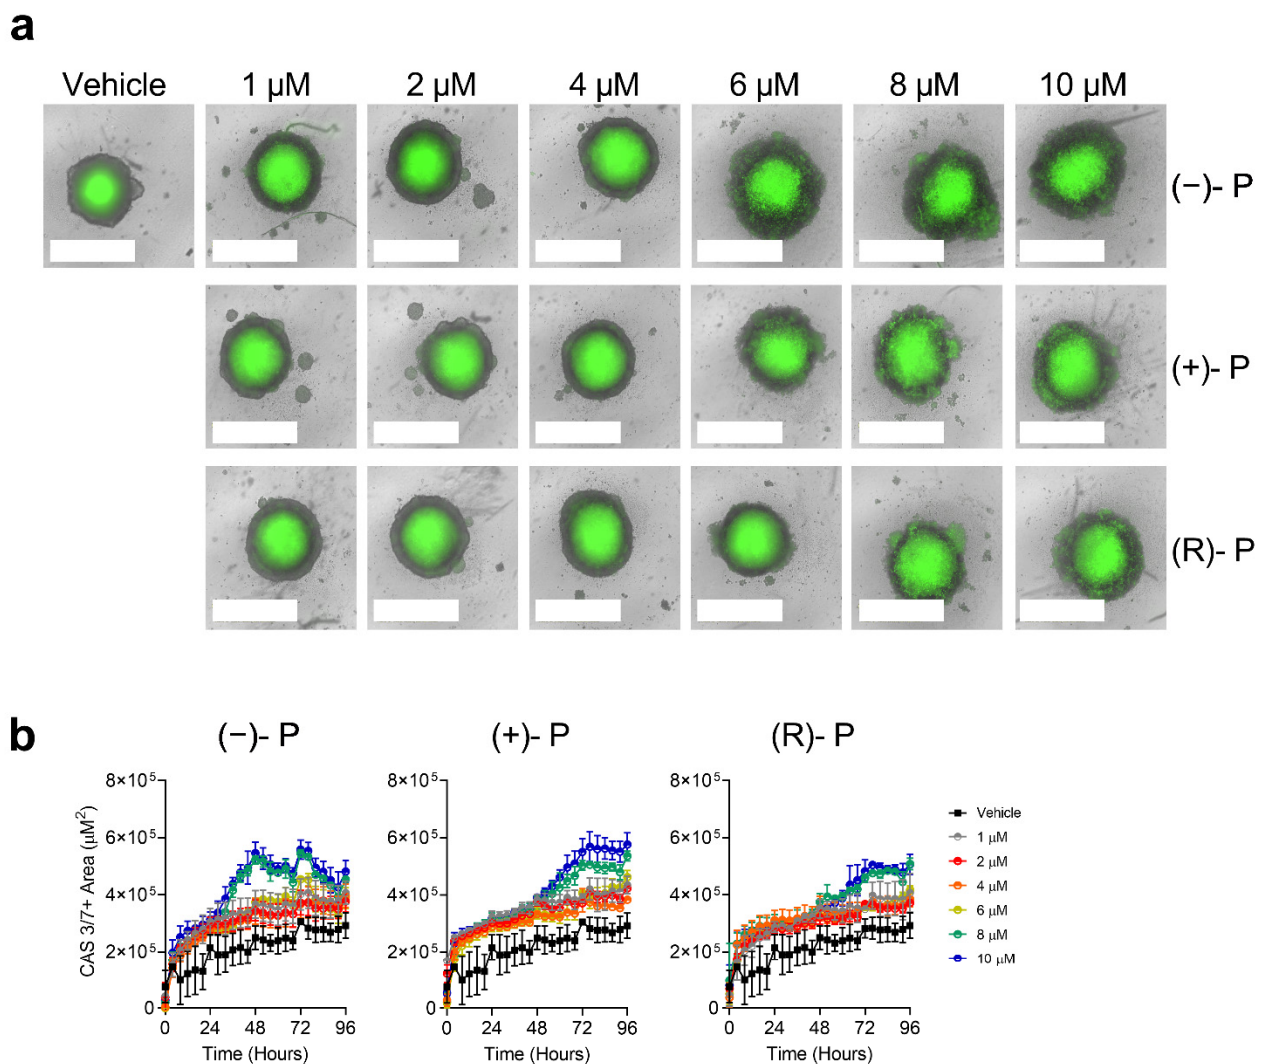 a
Vehicle 1 µM 2 µM 4 µM 6 µM 8 µM 10 µM
(−)- P
(+)- P
(R)- P
b
(−)- P (+)- P (R)- P
CAS 3/7+ Area (µM²)
8×10⁵ 8×10⁵ 8×10⁵
6×10⁵ 6×10⁵ 6×10⁵
4×10⁵ 4×10⁵ 4×10⁵
2×10⁵ 2×10⁵ 2×10⁵
0 0 0
0 24 48 72 96 0 24 48 72 96 0 24 48 72 96
Time (Hours) Time (Hours) Time (Hours)
Vehicle
1 µM
2 µM
4 µM
6 µM
8 µM
10 µM